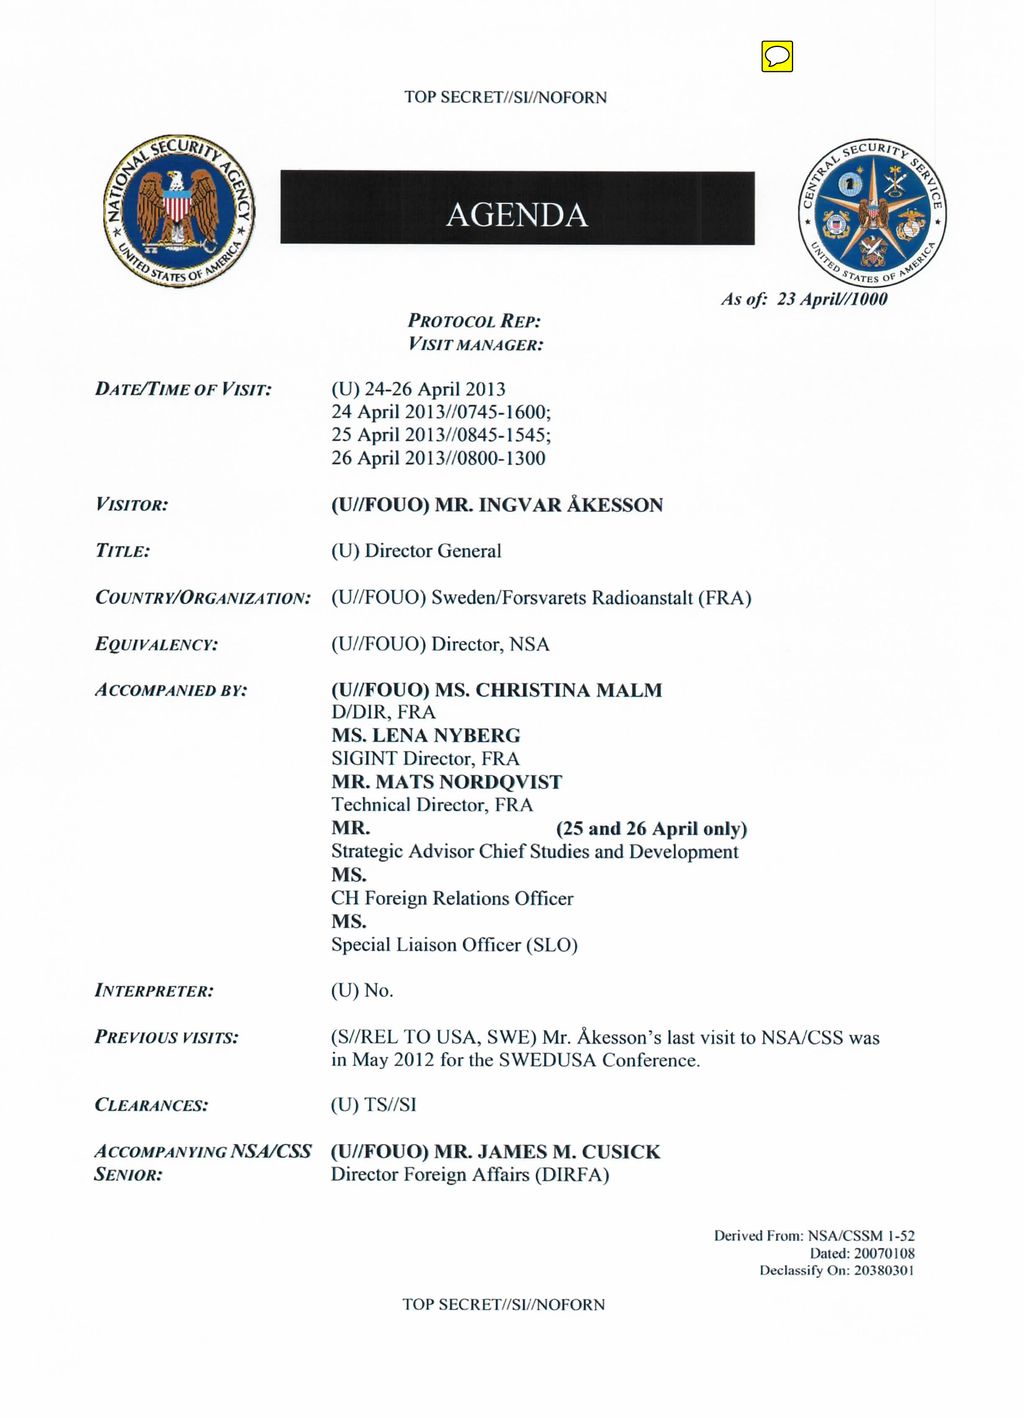 TOP SECRET//SI//NOFORN
NATIONAL SECURITY AGENCY
UNITED STATES OF AMERICA
AGENDA
CENTRAL SECURITY SERVICE
UNITED STATES OF AMERICA
As of: 23 April//1000
PROTOCOL REP:
VISIT MANAGER:
DATE/TIME OF VISIT: (U) 24-26 April 2013
24 April 2013//0745-1600;
25 April 2013//0845-1545;
26 April 2013//0800-1300
VISITOR: (U//FOUO) MR. INGVAR ÅKESSON
TITLE: (U) Director General
COUNTRY/ORGANIZATION: (U//FOUO) Sweden/Forsvarets Radioanstalt (FRA)
EQUIVALENCY: (U//FOUO) Director, NSA
ACCOMPANIED BY: (U//FOUO) MS. CHRISTINA MALM
D/DIR, FRA
MS. LENA NYBERG
SIGINT Director, FRA
MR. MATS NORDQVIST
Technical Director, FRA
MR. (25 and 26 April only)
Strategic Advisor Chief Studies and Development
MS.
CH Foreign Relations Officer
MS.
Special Liaison Officer (SLO)
INTERPRETER: (U) No.
PREVIOUS VISITS: (S//REL TO USA, SWE) Mr. Åkesson's last visit to NSA/CSS was
in May 2012 for the SWEDUSA Conference.
CLEARANCES: (U) TS//SI
ACCOMPANYING NSA/CSS (U//FOUO) MR. JAMES M. CUSICK
SENIOR: Director Foreign Affairs (DIRFA)
Derived From: NSA/CSSM 1-52
Dated: 20070108
Declassify On: 20380301
TOP SECRET//SI//NOFORN